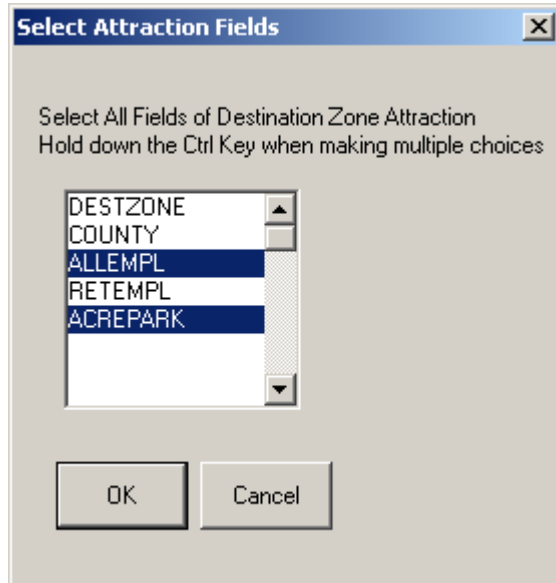 Select Attraction Fields
Select All Fields of Destination Zone Attraction
Hold down the Ctrl Key when making multiple choices
DESTZONE
COUNTY
ALLEMPL
RETEMPL
ACREPARK
OK
Cancel